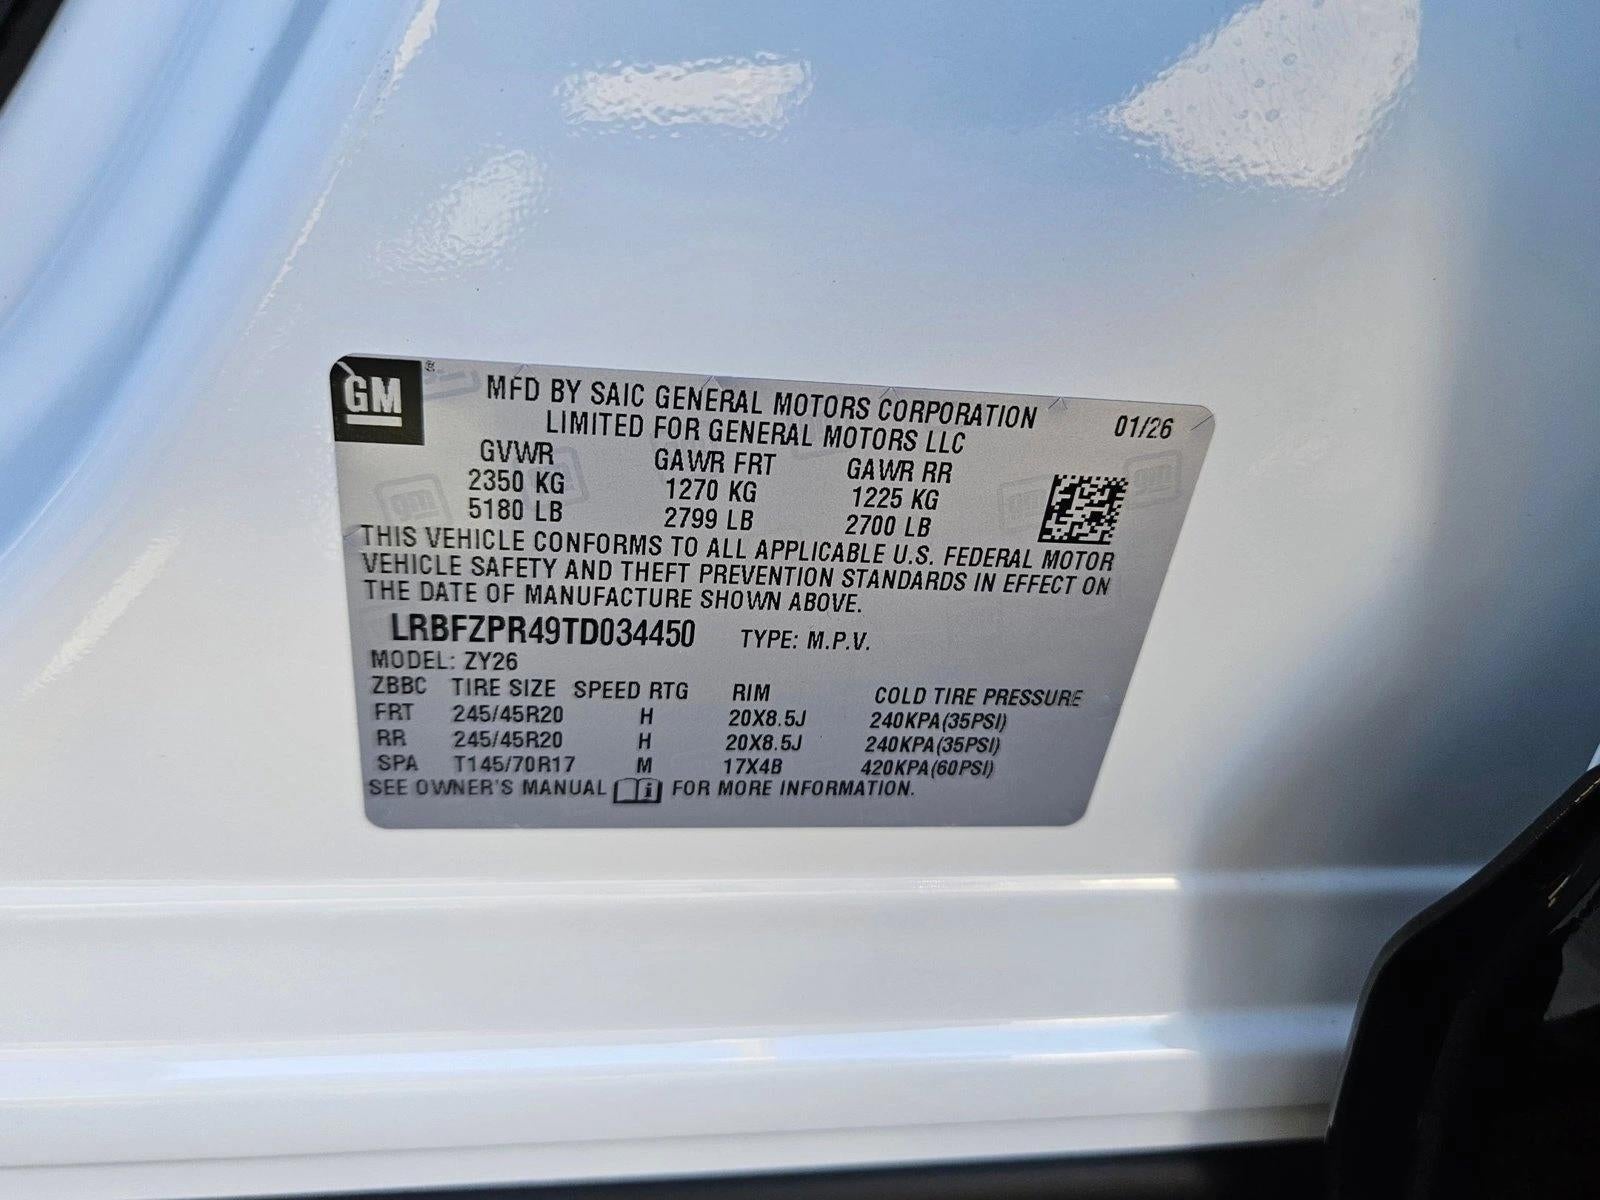 GM ®
MFD BY SAIC GENERAL MOTORS CORPORATION
LIMITED FOR GENERAL MOTORS LLC
01/26
GVWR GAWR FRT GAWR RR
2350 KG 1270 KG 1225 KG
5180 LB 2799 LB 2700 LB
THIS VEHICLE CONFORMS TO ALL APPLICABLE U.S. FEDERAL MOTOR
VEHICLE SAFETY AND THEFT PREVENTION STANDARDS IN EFFECT ON
THE DATE OF MANUFACTURE SHOWN ABOVE.
LRBFZPR49TD034450 TYPE: M.P.V.
MODEL: ZY26
ZBBC TIRE SIZE SPEED RTG RIM COLD TIRE PRESSURE
FRT 245/45R20 H 20X8.5J 240KPA(35PSI)
RR 245/45R20 H 20X8.5J 240KPA(35PSI)
SPA T145/70R17 M 17X4B 420KPA(60PSI)
SEE OWNER'S MANUAL i FOR MORE INFORMATION.